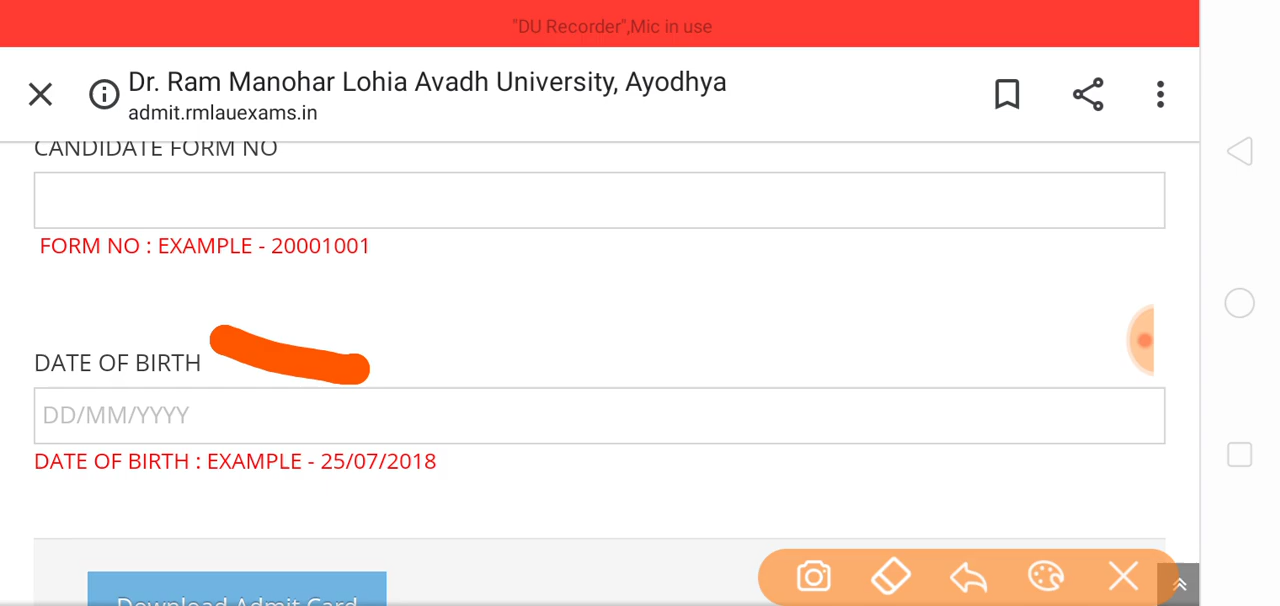 "DU Recorder",Mic in use
Dr. Ram Manohar Lohia Avadh University, Ayodhya
admit.rmlauexams.in
CANDIDATE FORM NO
FORM NO : EXAMPLE - 20001001
DATE OF BIRTH
DD/MM/YYYY
DATE OF BIRTH : EXAMPLE - 25/07/2018
Download Admit Card